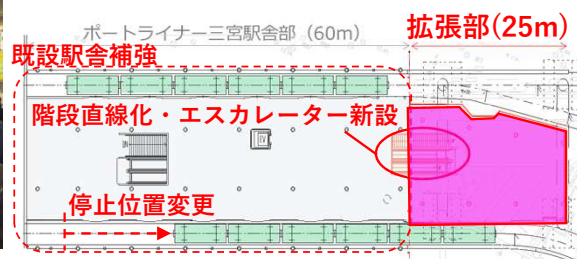 ポートライナー三宮駅舎部（60m）
拡張部(25m)
既設駅舎補強
階段直線化・エスカレーター新設
EV
停止位置変更